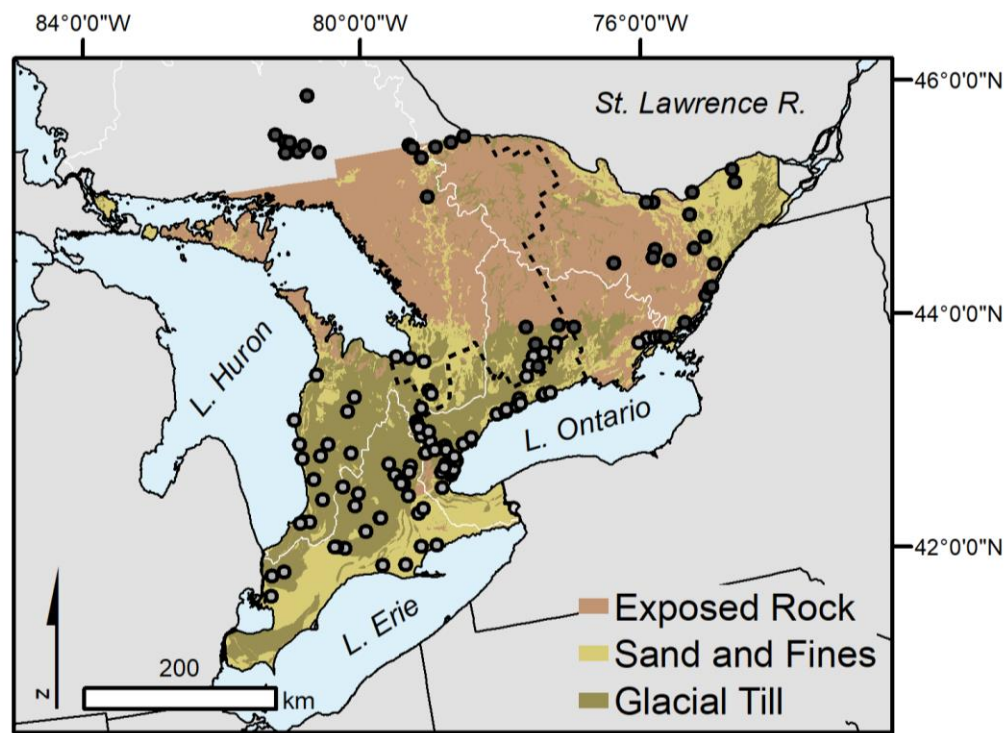 84°0'0"W 80°0'0"W 76°0'0"W
46°0'0"N
St. Lawrence R.
44°0'0"N
L. Huron
L. Ontario
42°0'0"N
L. Erie
Exposed Rock
Sand and Fines
Glacial Till
200
km
N